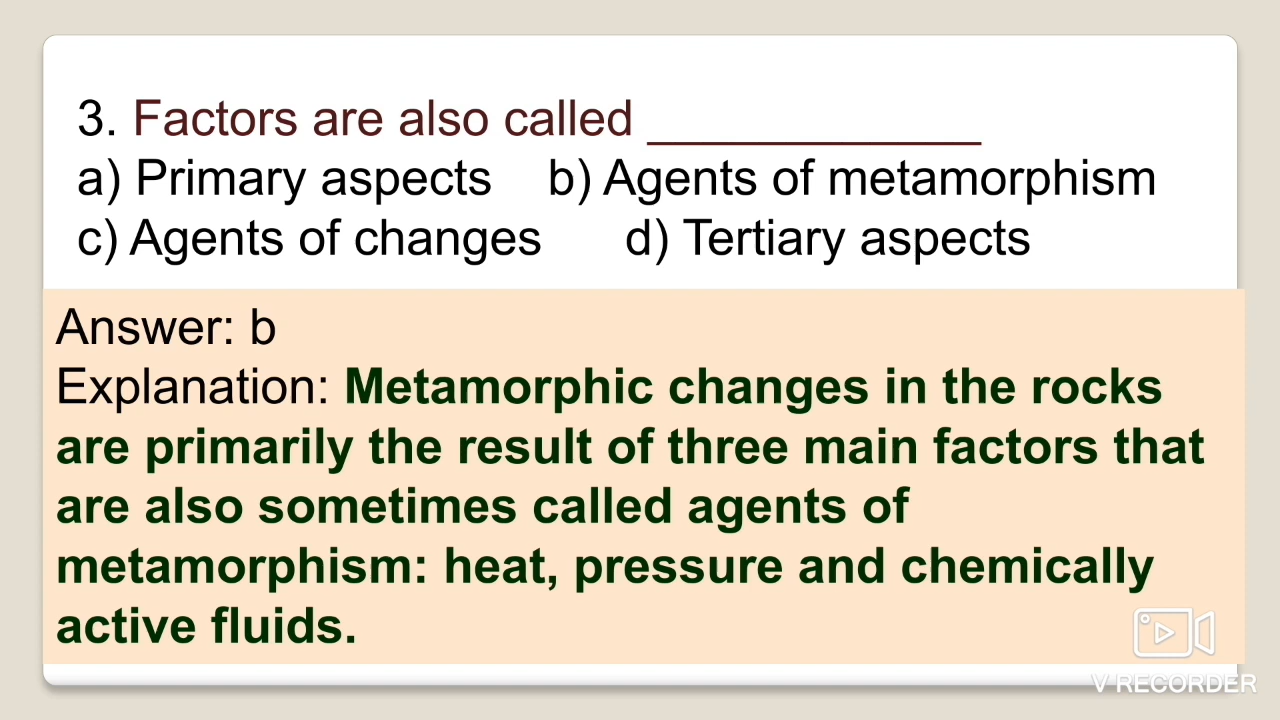 3. Factors are also called _____________
a) Primary aspects b) Agents of metamorphism
c) Agents of changes d) Tertiary aspects
Answer: b
Explanation: Metamorphic changes in the rocks
are primarily the result of three main factors that
are also sometimes called agents of
metamorphism: heat, pressure and chemically
active fluids.
V RECORDER